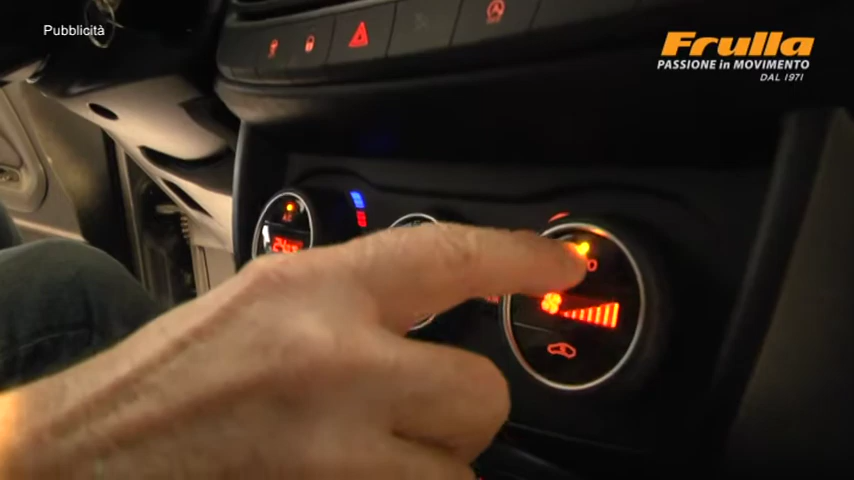 Pubblicità
Frulla
PASSIONE in MOVIMENTO
DAL 1971